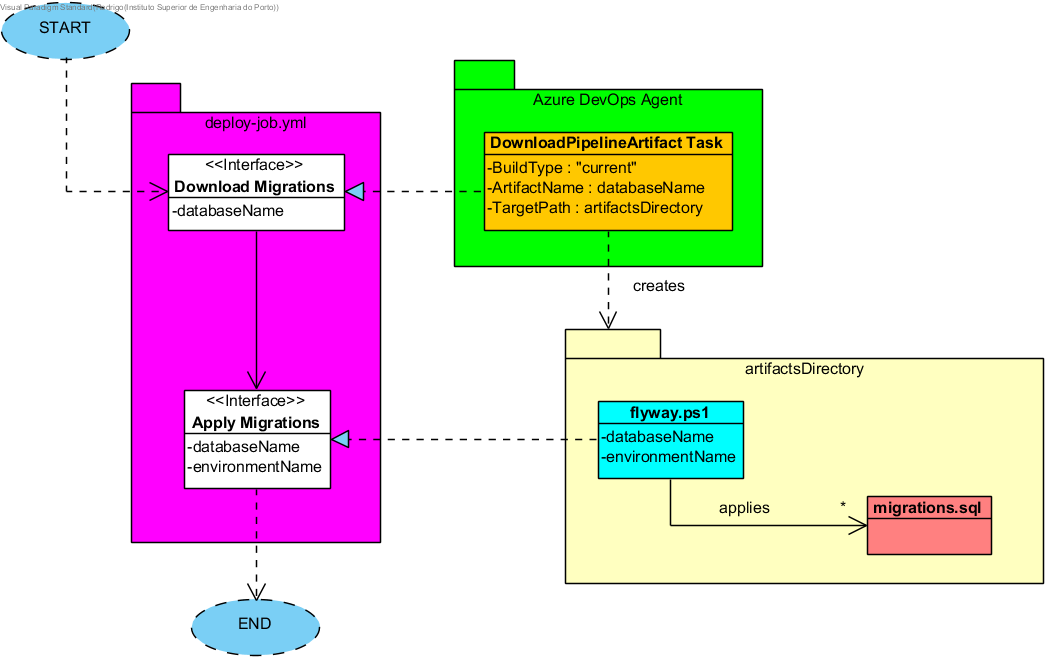 Visual Paradigm Standard(Rodrigo(Instituto Superior de Engenharia do Porto))
START
deploy-job.yml
<<Interface>>
Download Migrations
-databaseName
Azure DevOps Agent
DownloadPipelineArtifact Task
-BuildType : "current"
-ArtifactName : databaseName
-TargetPath : artifactsDirectory
creates
artifactsDirectory
<<Interface>>
Apply Migrations
-databaseName
-environmentName
flyway.ps1
-databaseName
-environmentName
applies
*
migrations.sql
END